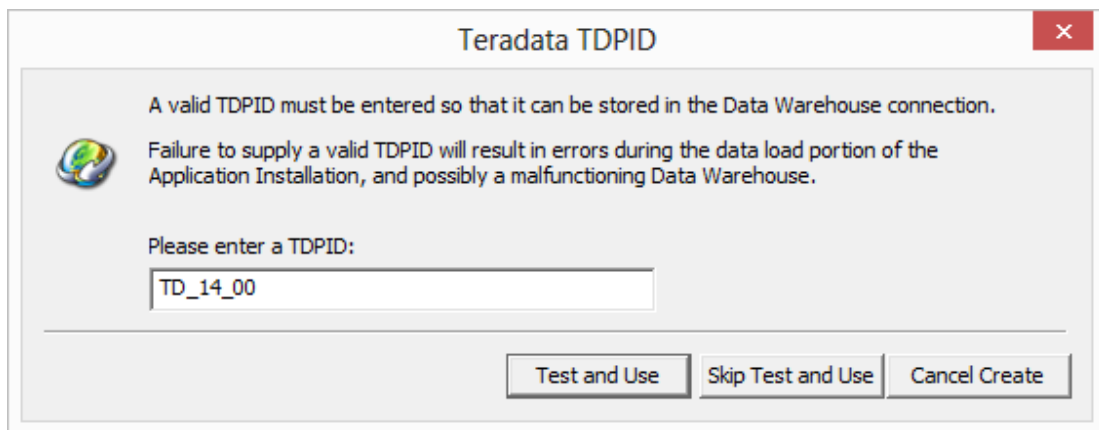 Teradata TDPID
A valid TDPID must be entered so that it can be stored in the Data Warehouse connection.
Failure to supply a valid TDPID will result in errors during the data load portion of the
Application Installation, and possibly a malfunctioning Data Warehouse.
Please enter a TDPID:
TD_14_00
Test and Use Skip Test and Use Cancel Create